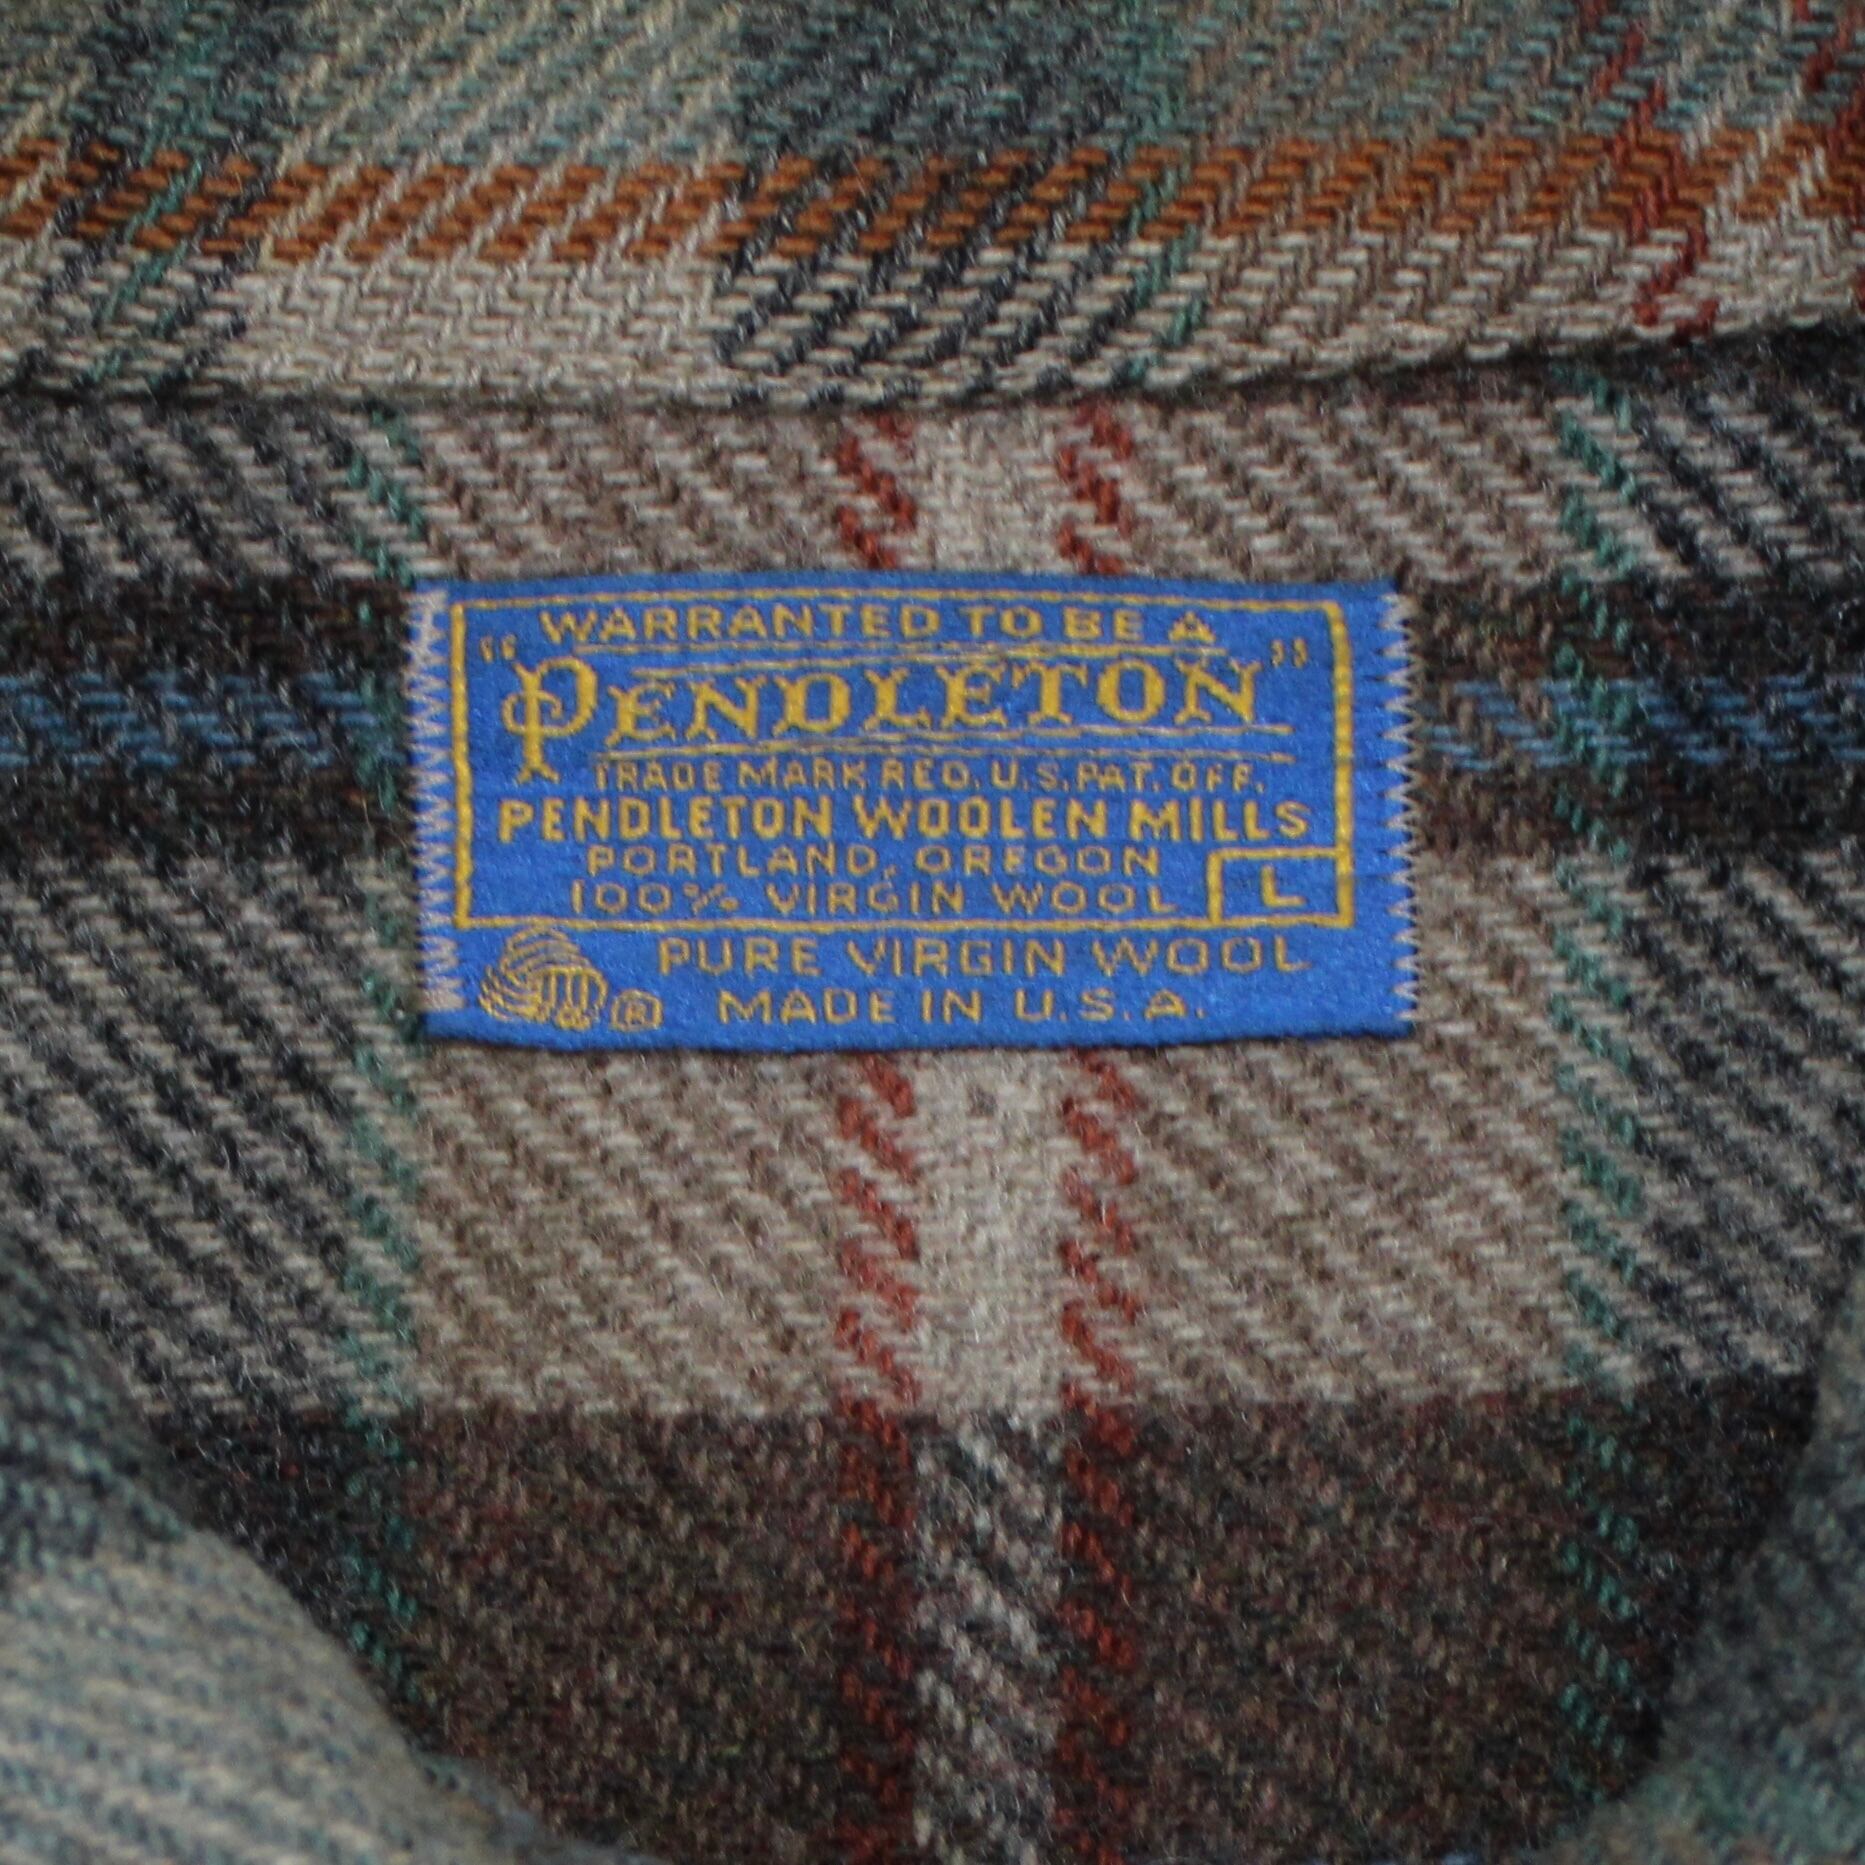 WARRANTED TO BE A
"PENDLETON"
TRADE MARK REG. U.S. PAT. OFF.
PENDLETON WOOLEN MILLS
PORTLAND, OREGON
100% VIRGIN WOOL L
PURE VIRGIN WOOL
® MADE IN U.S.A.